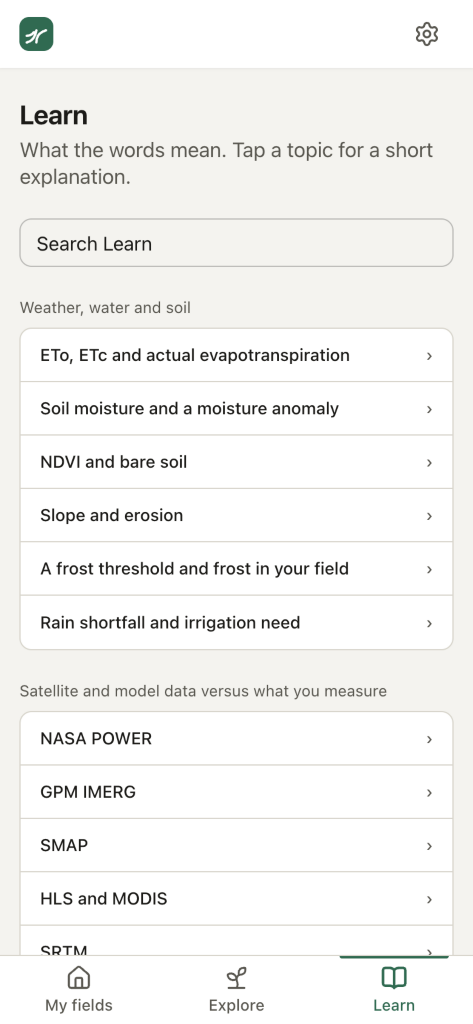 Learn
What the words mean. Tap a topic for a short
explanation.
Search Learn
Weather, water and soil
ETo, ETc and actual evapotranspiration
Soil moisture and a moisture anomaly
NDVI and bare soil
Slope and erosion
A frost threshold and frost in your field
Rain shortfall and irrigation need
Satellite and model data versus what you measure
NASA POWER
GPM IMERG
SMAP
HLS and MODIS
SRTM
My fields
Explore
Learn